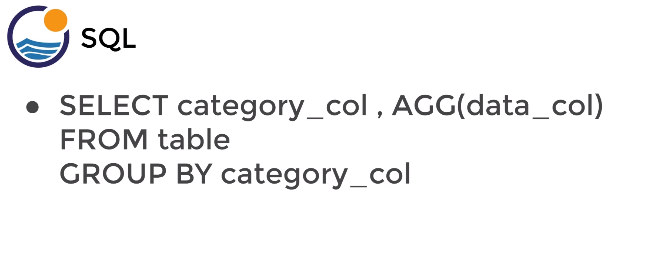 SQL
● SELECT category_col , AGG(data_col)
FROM table
GROUP BY category_col